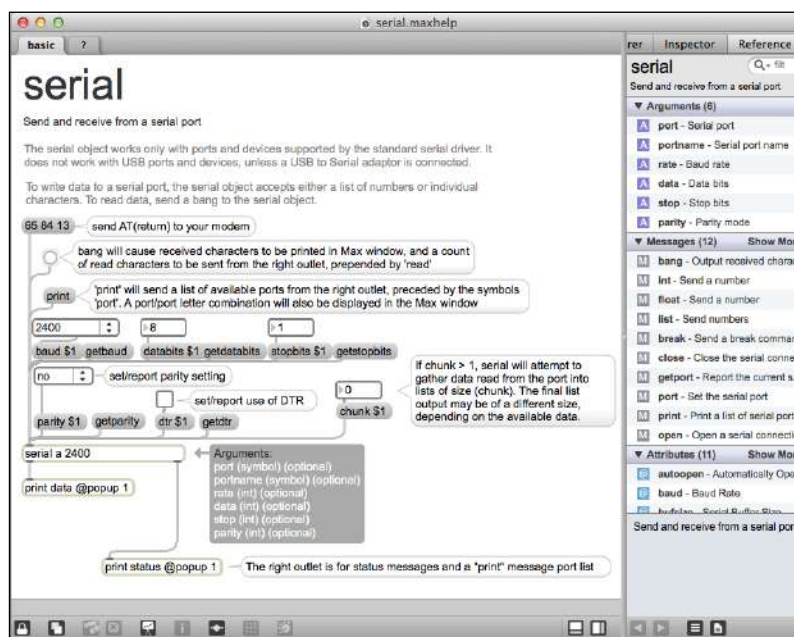 serial.maxhelp
basic ?
serial
Send and receive from a serial port
The serial object works only with ports and devices supported by the standard serial driver. It
does not work with USB ports and devices, unless a USB to Serial adaptor is connected.
To write data to a serial port, the serial object accepts either a list of numbers or individual
characters. To read data, send a bang to the serial object.
65 84 13 send AT(return) to your modem
bang will cause received characters to be printed in Max window, and a count
of read characters to be sent from the right outlet, prepended by 'read'
print
'print' will send a list of available ports from the right outlet, preceded by the symbols
'port'. A port/port letter combination will also be displayed in the Max window
2400 8 1
baud $1 getbaud databits $1 getdatabits stopbits $1 getstopbits
no set/report parity setting
set/report use of DTR
parity $1 getparity dtr $1 getdtr
0
chunk $1
If chunk > 1, serial will attempt to
gather data read from the port into
lists of size (chunk). The final list
output may be of a different size,
depending on the available data.
serial a 2400
print data @popup 1
Arguments:
port (symbol) (optional)
portname (symbol) (optional)
rate (int) (optional)
data (int) (optional)
stop (int) (optional)
parity (int) (optional)
print status @popup 1 The right outlet is for status messages and a "print" message port list
rer Inspector Reference
serial
filt
Send and receive from a serial port
Arguments (6)
A port - Serial port
A portname - Serial port name
A rate - Baud rate
A data - Data bits
A stop - Stop bits
A parity - Parity mode
Messages (12) Show Mor
M bang - Output received chara
M int - Send a number
M float - Send a number
M list - Send numbers
M break - Send a break comman
M close - Close the serial conne
M getport - Report the current s
M port - Set the serial port
M print - Print a list of serial port
M open - Open a serial connecti
Attributes (11) Show Mor
autoopen - Automatically Ope
baud - Baud Rate
bufsize - Serial Buffer Size
Send and receive from a serial por